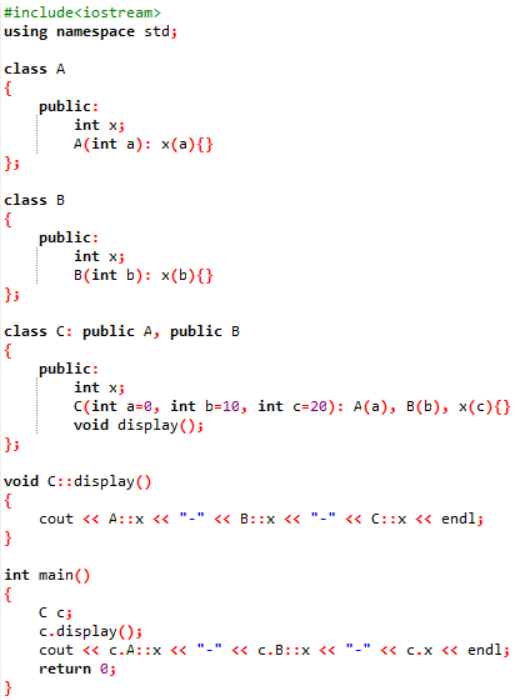 #include<iostream>
using namespace std;
class A
{
public:
int x;
A(int a): x(a){}
};
class B
{
public:
int x;
B(int b): x(b){}
};
class C: public A, public B
{
public:
int x;
C(int a=0, int b=10, int c=20): A(a), B(b), x(c){}
void display();
};
void C::display()
{
cout << A::x << "-" << B::x << "-" << C::x << endl;
}
int main()
{
C c;
c.display();
cout << c.A::x << "-" << c.B::x << "-" << c.x << endl;
return 0;
}